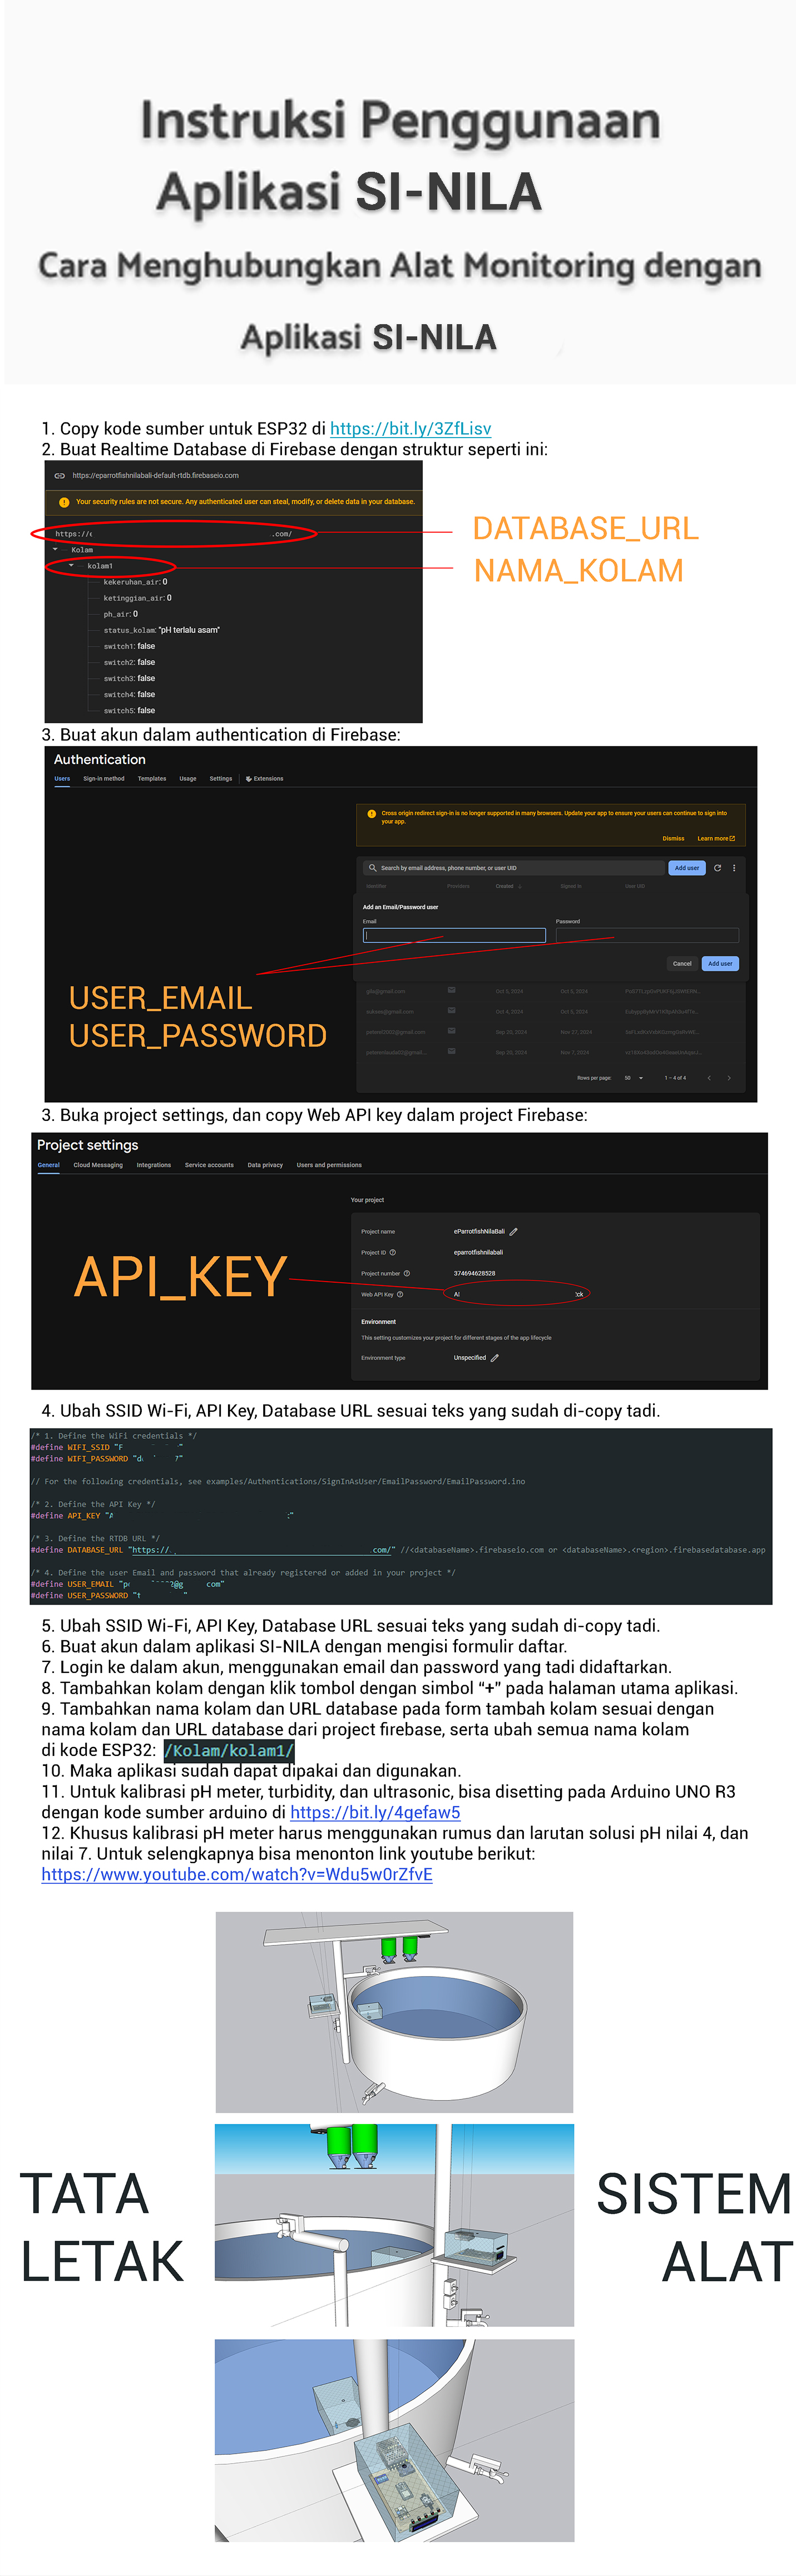 Instruksi Penggunaan
Aplikasi SI-NILA
Cara Menghubungkan Alat Monitoring dengan
Aplikasi SI-NILA
1. Copy kode sumber untuk ESP32 di https://bit.ly/3ZfLisv
2. Buat Realtime Database di Firebase dengan struktur seperti ini:
https://eparrotfishnilabali-default-rtdb.firebaseio.com
Your security rules are not secure. Any authenticated user can steal, modify, or delete data in your database.
https:// .com/
DATABASE_URL
Kolam
kolam1
NAMA_KOLAM
kekeruhan_air: 0
ketinggian_air: 0
ph_air: 0
status_kolam: "pH terlalu asam"
switch1: false
switch2: false
switch3: false
switch4: false
switch5: false
3. Buat akun dalam authentication di Firebase:
Authentication
Users Sign-in method Templates Usage Settings Extensions
Cross origin redirect sign-in is no longer supported in many browsers. Update your app to ensure your users can continue to sign into
your app.
Dismiss Learn more
Search by email address, phone number, or user UID Add user
Identifier Providers Created Signed In User UID
Add an Email/Password user
Email Password
Cancel Add user
USER_EMAIL
USER_PASSWORD
Oct 5, 2024
Oct 4, 2024
Sep 23, 2024 Nov 27, 2024
Sep 20, 2024 Nov 7, 2024
Rows per page: 50 1 – 4 of 4
3. Buka project settings, dan copy Web API key dalam project Firebase:
Project settings
General Cloud Messaging Integrations Service accounts Data privacy Users and permissions
Your project
Project name eParrotfishNilaBali
Project ID eparrotfishnilabali
Project number 374694628528
Web API Key
API_KEY
Environment
This setting customizes your project for different stages of the app lifecycle
Environment type Unspecified
4. Ubah SSID Wi-Fi, API Key, Database URL sesuai teks yang sudah di-copy tadi.
/* 1. Define the WiFi credentials */
#define WIFI_SSID "F
#define WIFI_PASSWORD "d
// For the following credentials, see examples/Authentications/SignInAsUser/EmailPassword/EmailPassword.ino
/* 2. Define the API Key */
#define API_KEY "A
/* 3. Define the RTDB URL */
#define DATABASE_URL "https:// .com/" //<databaseName>.firebaseio.com or <databaseName>.<region>.firebasedatabase.app
/* 4. Define the user Email and password that already registered or added in your project */
#define USER_EMAIL "p @g com"
#define USER_PASSWORD "t "
5. Ubah SSID Wi-Fi, API Key, Database URL sesuai teks yang sudah di-copy tadi.
6. Buat akun dalam aplikasi SI-NILA dengan mengisi formulir daftar.
7. Login ke dalam akun, menggunakan email dan password yang tadi didaftarkan.
8. Tambahkan kolam dengan klik tombol dengan simbol “+” pada halaman utama aplikasi.
9. Tambahkan nama kolam dan URL database pada form tambah kolam sesuai dengan
nama kolam dan URL database dari project firebase, serta ubah semua nama kolam
di kode ESP32: /Kolam/kolam1/
10. Maka aplikasi sudah dapat dipakai dan digunakan.
11. Untuk kalibrasi pH meter, turbidity, dan ultrasonic, bisa disetting pada Arduino UNO R3
dengan kode sumber arduino di https://bit.ly/4gefaw5
12. Khusus kalibrasi pH meter harus menggunakan rumus dan larutan solusi pH nilai 4, dan
nilai 7. Untuk selengkapnya bisa menonton link youtube berikut:
https://www.youtube.com/watch?v=Wdu5w0rZfvE
TATA
LETAK
SISTEM
ALAT